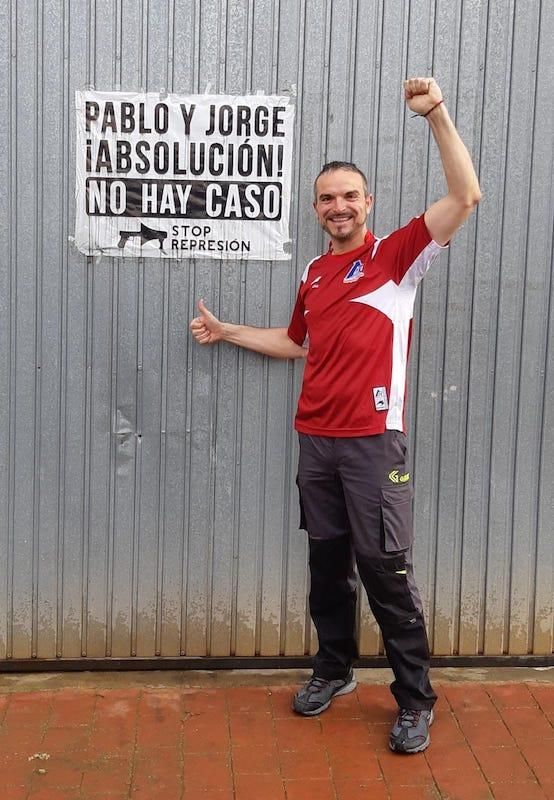 PABLO Y JORGE
¡ABSOLUCIÓN!
NO HAY CASO
STOP
REPRESIÓN